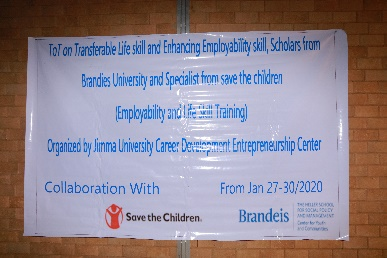 ToT on Transferable Life skill and Enhancing Employability skill, Scholars from
Brandies University and Specialist from save the children
(Employability and Life Skill Training)
Organized by Jimma University Career Development Entrepreneurship Center
Collaboration With From Jan 27-30/2020
Save the Children. Brandeis
THE HELLER SCHOOL
FOR SOCIAL POLICY
AND MANAGEMENT
Center for Youth
and Communities